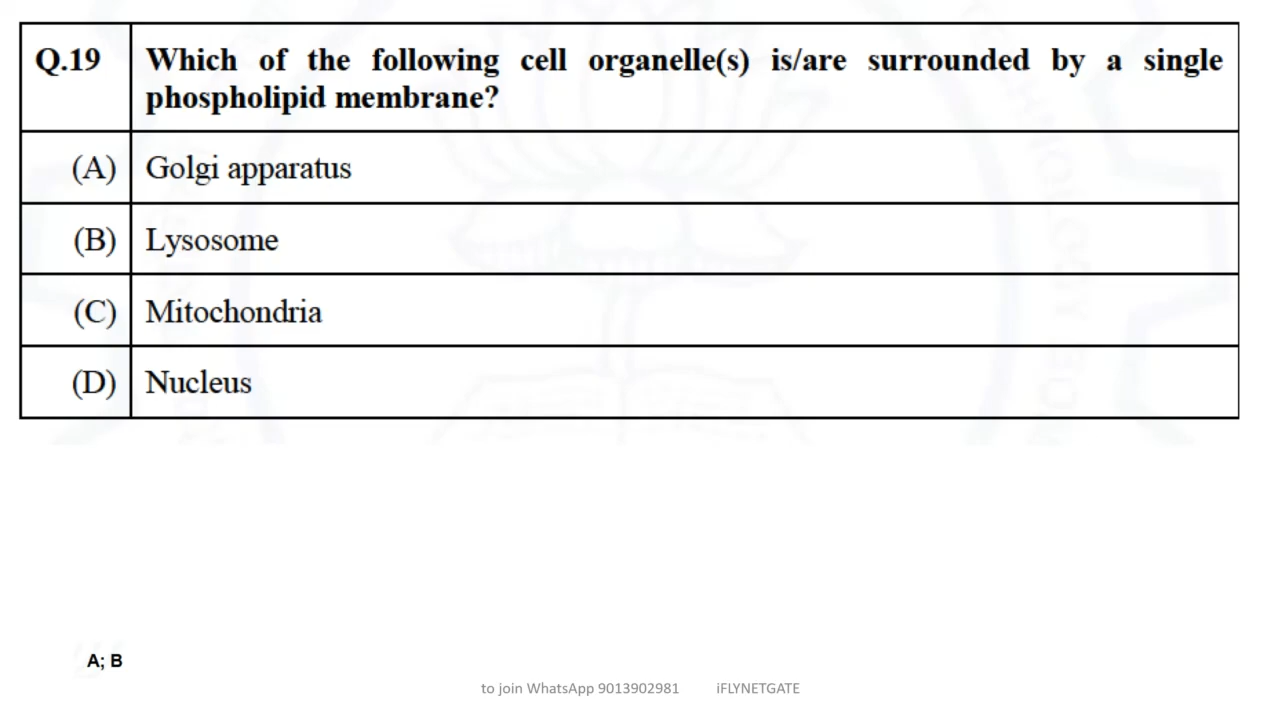 Q.19 Which of the following cell organelle(s) is/are surrounded by a single
phospholipid membrane?
(A) Golgi apparatus
(B) Lysosome
(C) Mitochondria
(D) Nucleus
A; B
to join WhatsApp 9013902981 iFLYNETGATE